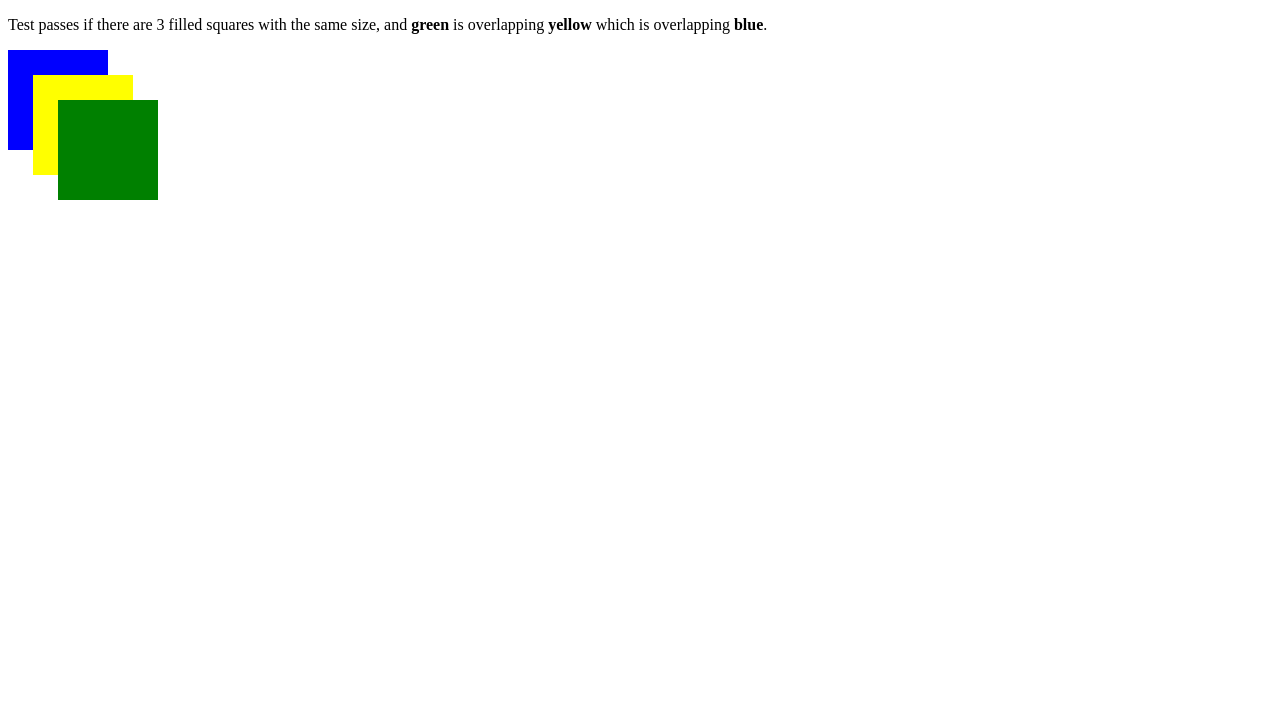 Test passes if there are 3 filled squares with the same size, and green is overlapping yellow which is overlapping blue.